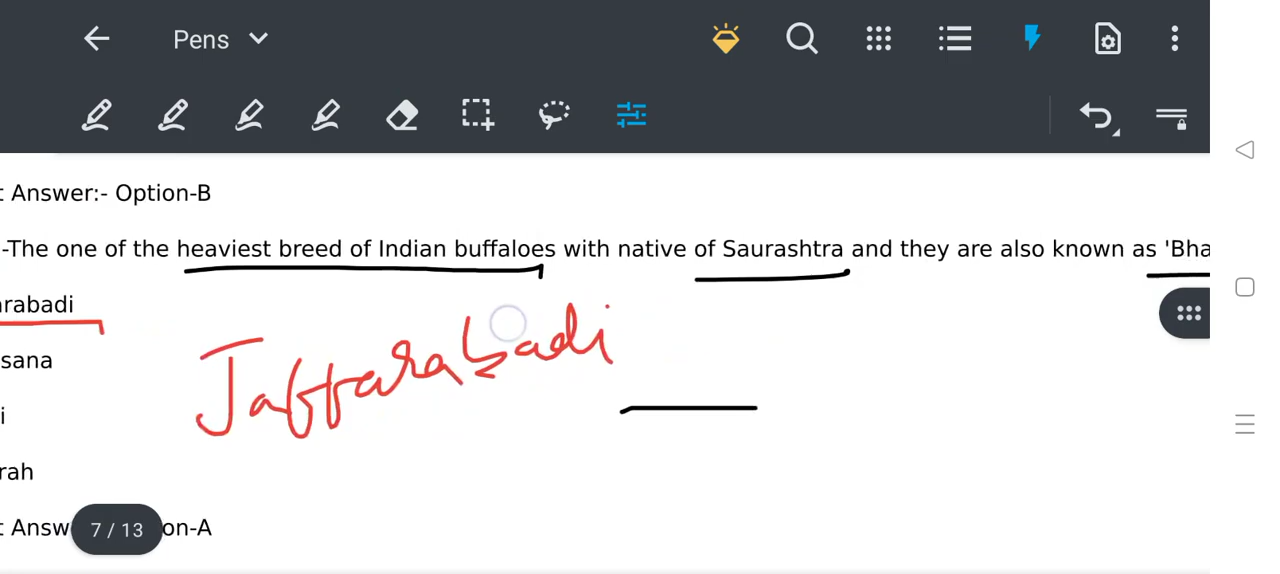 Pens
t Answer:- Option-B
-The one of the heaviest breed of Indian buffaloes with native of Saurashtra and they are also known as 'Bha
rabadi
Jaffarabadi
sana
i
rah
t Answ on-A
7 / 13